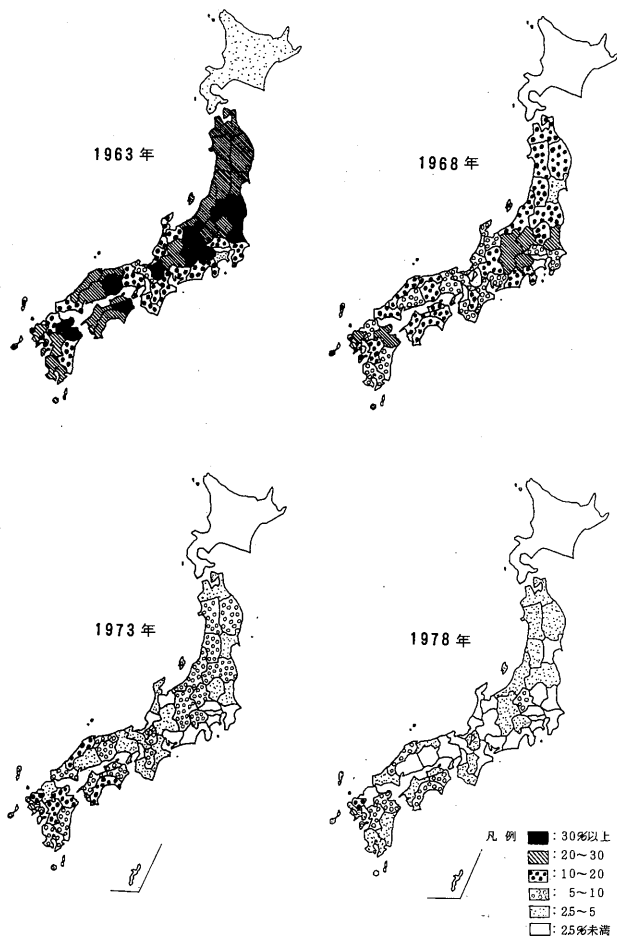 1963年
1968年
1973年
1978年
凡例
：30%以上
：20～30
：10～20
：5～10
：2.5～5
：2.5%未満